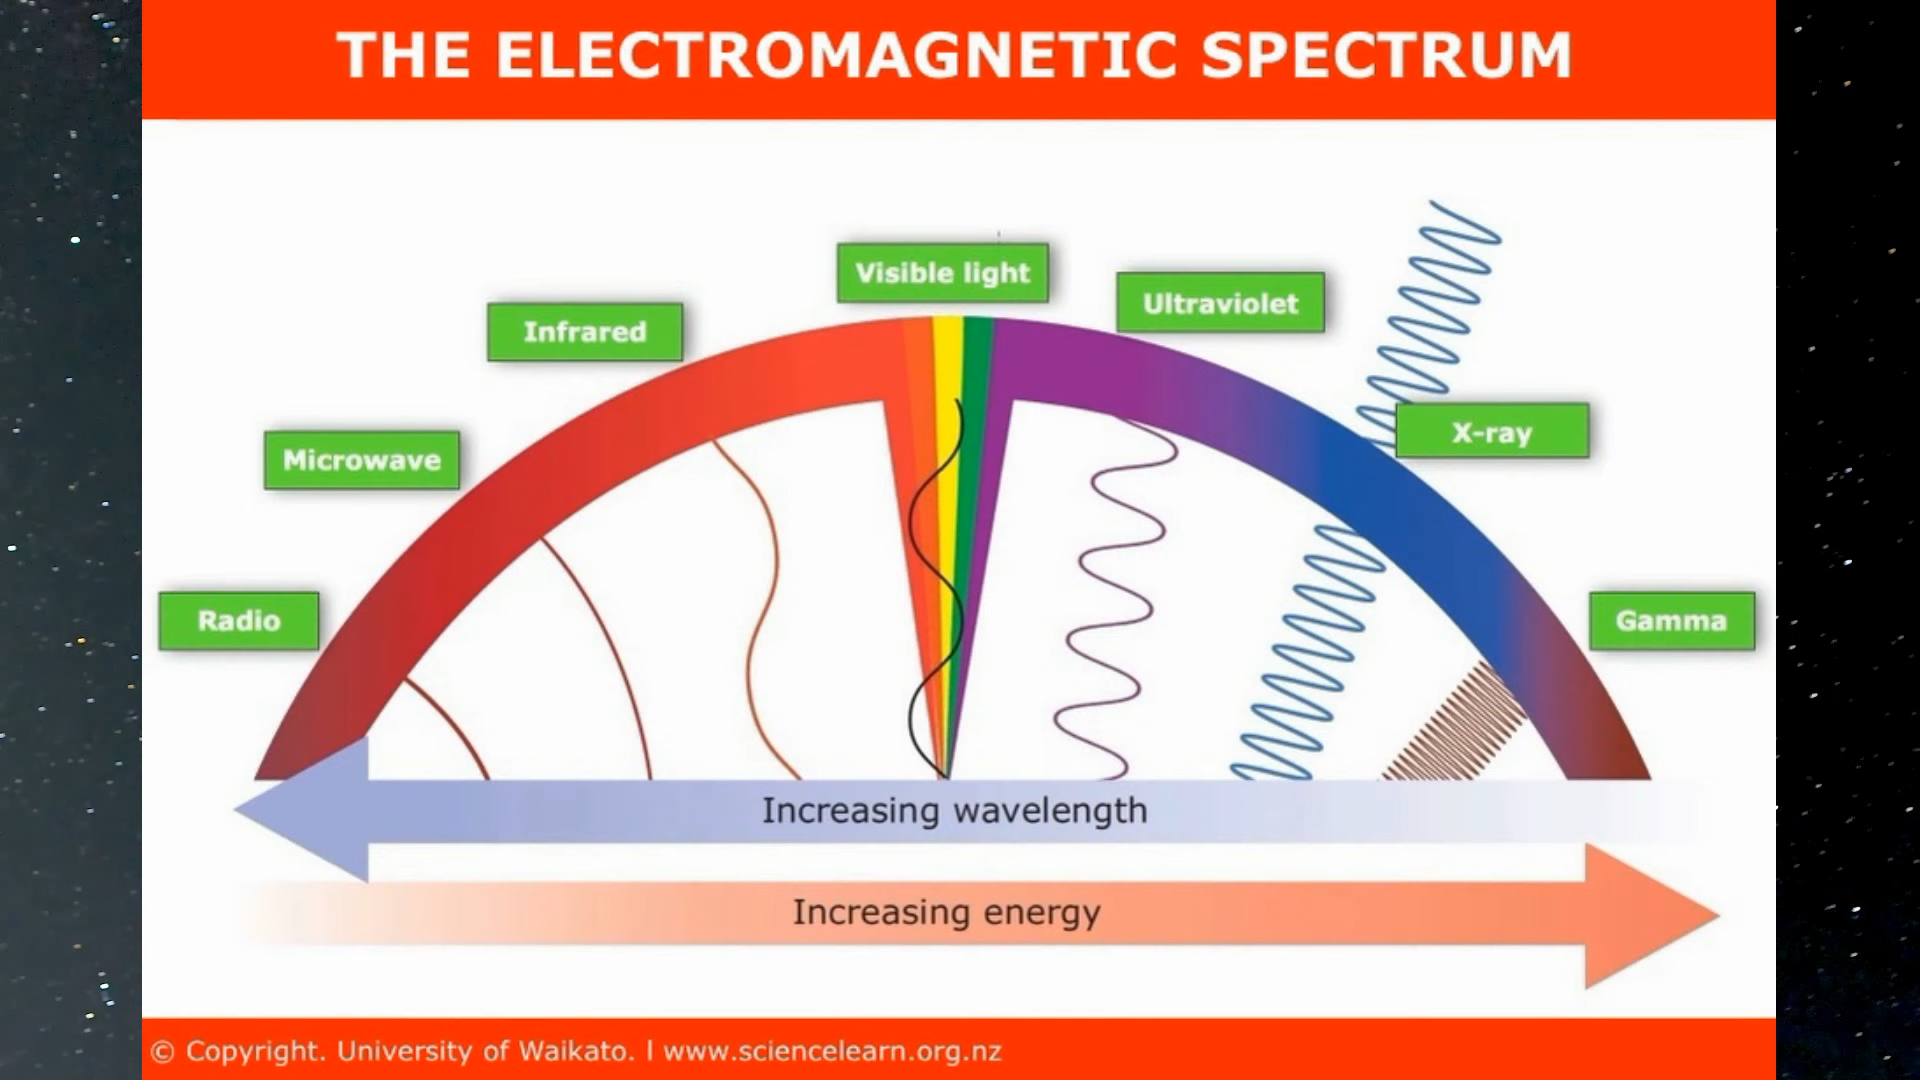 THE ELECTROMAGNETIC SPECTRUM
Visible light
Ultraviolet
Infrared
X-ray
Microwave
Radio
Gamma
Increasing wavelength
Increasing energy
© Copyright. University of Waikato. | www.sciencelearn.org.nz